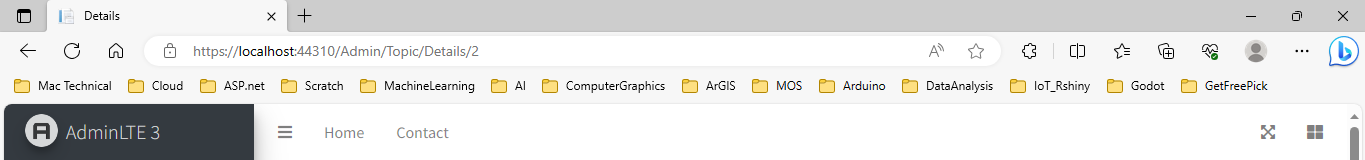 Details
https://localhost:44310/Admin/Topic/Details/2
Mac Technical Cloud ASP.net Scratch MachineLearning AI ComputerGraphics ArGIS MOS Arduino DataAnalysis IoT_Rshiny Godot GetFreePick
AdminLTE 3 Home Contact